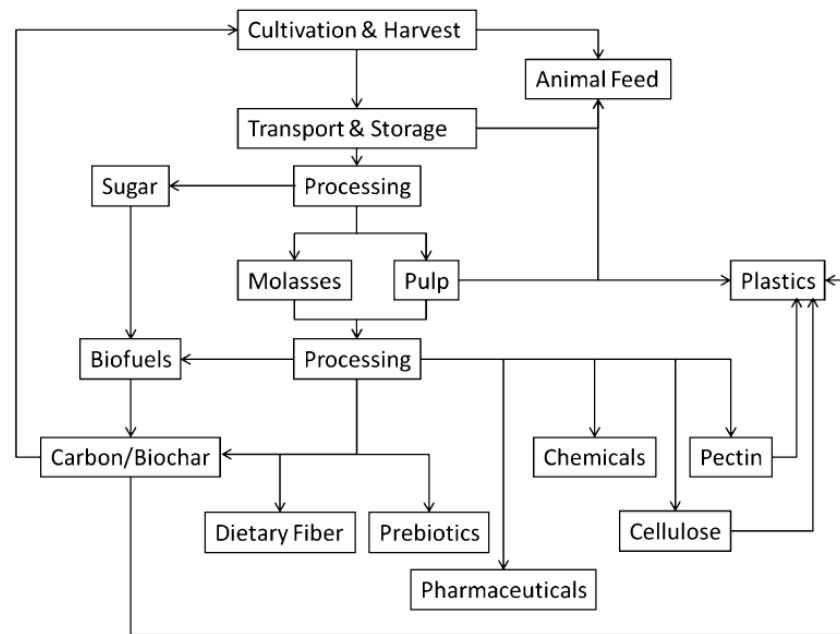 Cultivation & Harvest
Animal Feed
Transport & Storage
Sugar
Processing
Molasses
Pulp
Plastics
Biofuels
Processing
Carbon/Biochar
Chemicals
Pectin
Dietary Fiber
Prebiotics
Cellulose
Pharmaceuticals